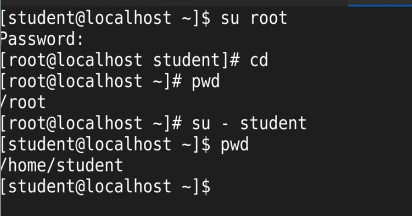 [student@localhost ~]$ su root
Password:
[root@localhost student]# cd
[root@localhost ~]# pwd
/root
[root@localhost ~]# su - student
[student@localhost ~]$ pwd
/home/student
[student@localhost ~]$